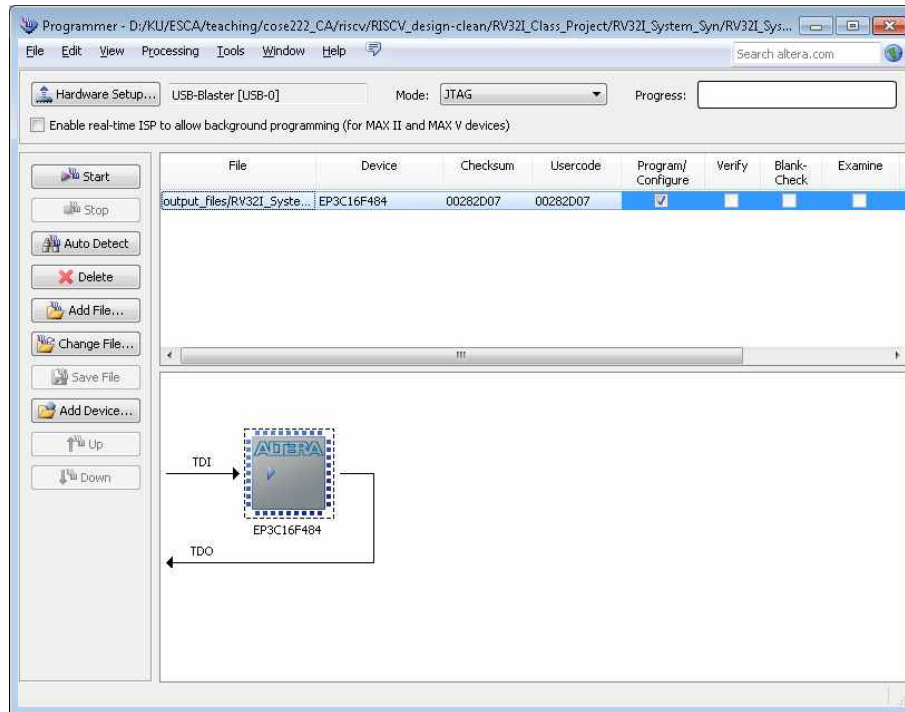 Programmer - D:/KU/ESCA/teaching/cose222_CA/riscv/RISCV_design-clean/RV32I_Class_Project/RV32I_System_Syn/RV32I_Sys...
File Edit View Processing Tools Window Help
Search altera.com
Hardware Setup... USB-Blaster [USB-0] Mode: JTAG Progress:
Enable real-time ISP to allow background programming (for MAX II and MAX V devices)
Start
Stop
Auto Detect
Delete
Add File...
Change File...
Save File
Add Device...
Up
Down
File Device Checksum Usercode Program/ Verify Blank- Examine
Configure Check
output_files/RV32I_Syste... EP3C16F484 00282D07 00282D07
ALTERA
TDI
EP3C16F484
TDO